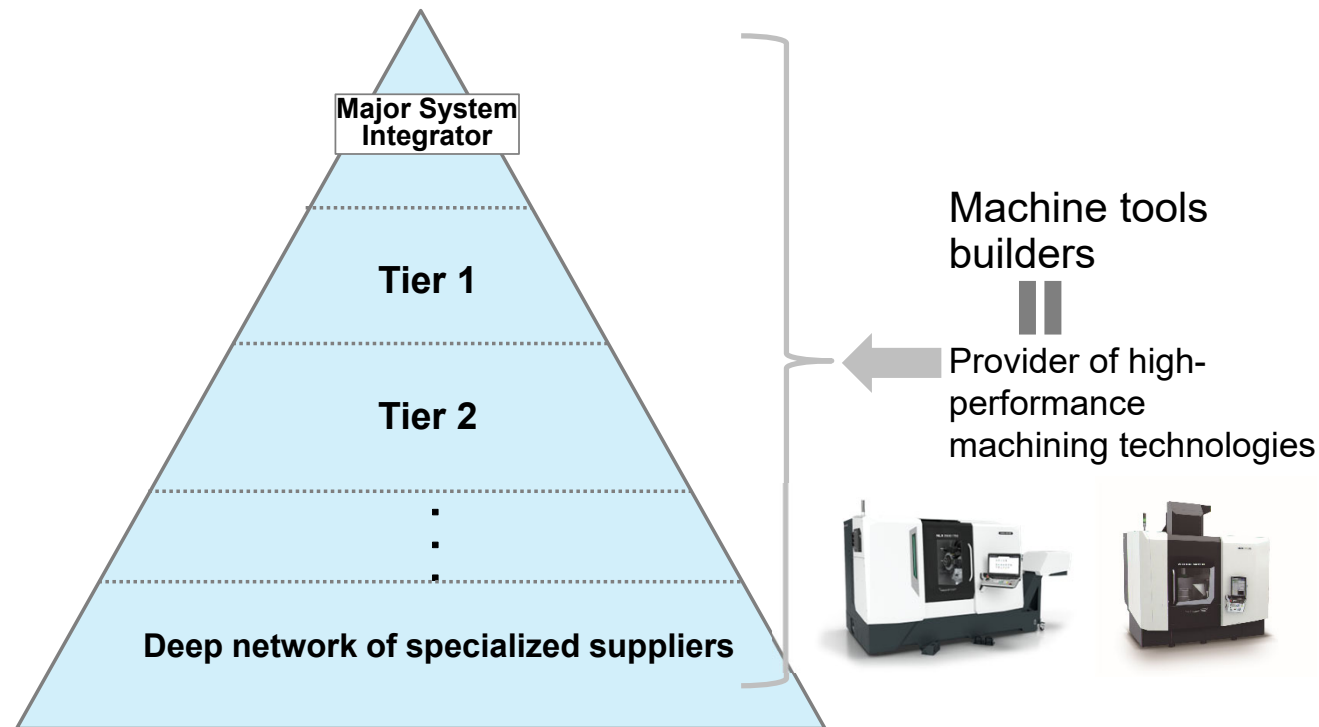 Major System
Integrator
Tier 1
Tier 2
Deep network of specialized suppliers
Machine tools
builders
Provider of high-
performance
machining technologies